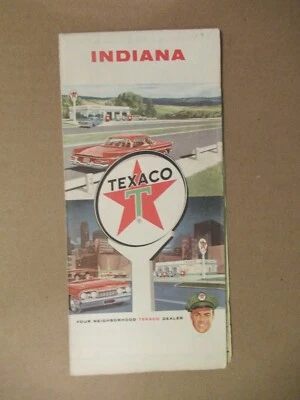 INDIANA
TEXACO
T
YOUR NEIGHBORHOOD TEXACO DEALER